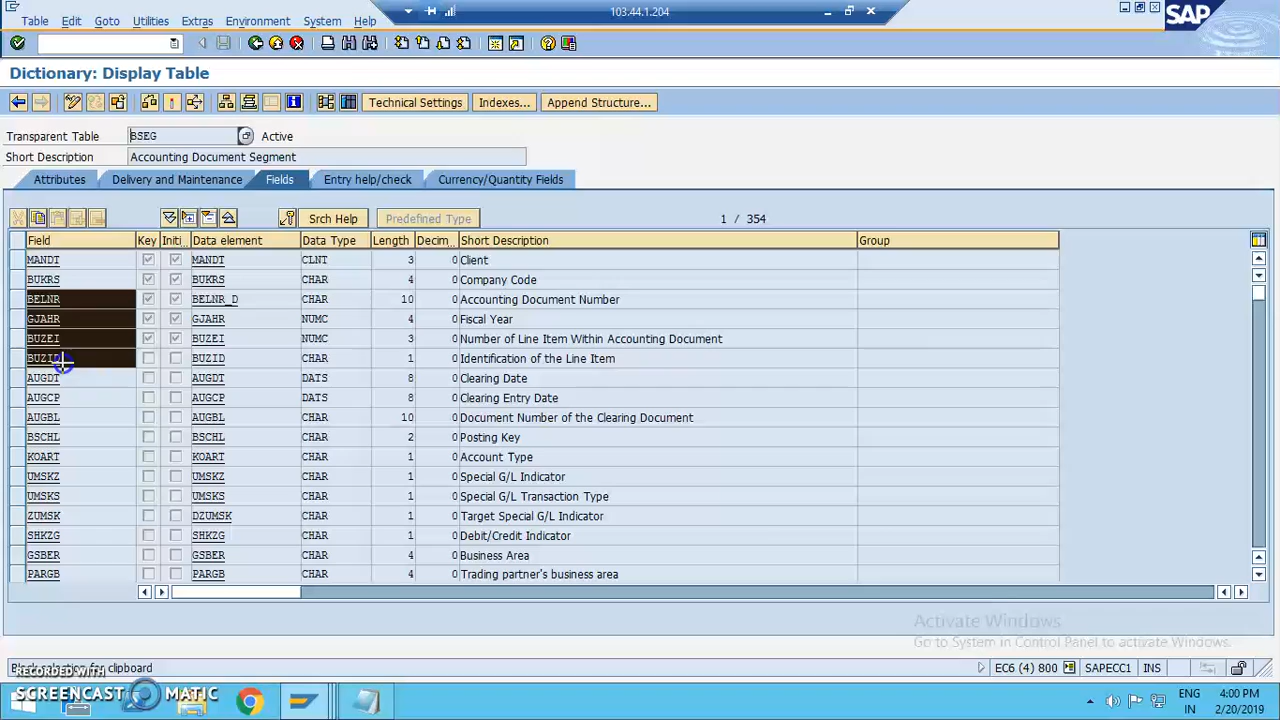 Table Edit Goto Utilities Extras Environment System Help
103.44.1.204
SAP
Dictionary: Display Table
Technical Settings Indexes... Append Structure...
Transparent Table BSEG Active
Short Description Accounting Document Segment
Attributes Delivery and Maintenance Fields Entry help/check Currency/Quantity Fields
Srch Help Predefined Type 1 / 354
Field Key Initi... Data element Data Type Length Decim... Short Description Group
MANDT MANDT CLNT 3 0 Client
BUKRS BUKRS CHAR 4 0 Company Code
BELNR BELNR_D CHAR 10 0 Accounting Document Number
GJAHR GJAHR NUMC 4 0 Fiscal Year
BUZEI BUZEI NUMC 3 0 Number of Line Item Within Accounting Document
BUZID BUZID CHAR 1 0 Identification of the Line Item
AUGDT AUGDT DATS 8 0 Clearing Date
AUGCP AUGCP DATS 8 0 Clearing Entry Date
AUGBL AUGBL CHAR 10 0 Document Number of the Clearing Document
BSCHL BSCHL CHAR 2 0 Posting Key
KOART KOART CHAR 1 0 Account Type
UMSKZ UMSKZ CHAR 1 0 Special G/L Indicator
UMSKS UMSKS CHAR 1 0 Special G/L Transaction Type
ZUMSK DZUMSK CHAR 1 0 Target Special G/L Indicator
SHKZG SHKZG CHAR 1 0 Debit/Credit Indicator
GSBER GSBER CHAR 4 0 Business Area
PARGB PARGB CHAR 4 0 Trading partner's business area
Activate Windows
Go to System in Control Panel to activate Windows.
selection for clipboard
EC6 (4) 800 SAPECC1 INS
RECORDED WITH
SCREENCAST MATIC
ENG 4:00 PM
IN 2/20/2019